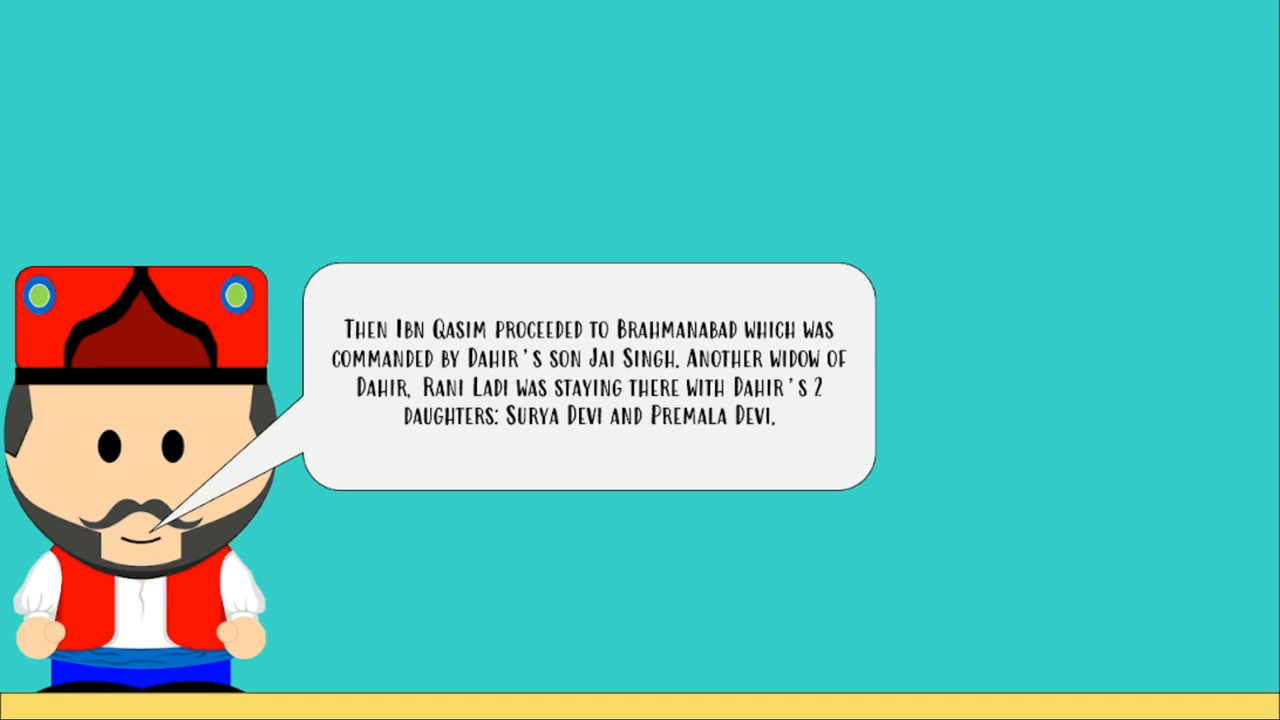 Then Ibn Qasim proceeded to Brahmanabad which was
commanded by Dahir's son Jai Singh. Another widow of
Dahir, Rani Ladi was staying there with Dahir's 2
daughters: Surya Devi and Premala Devi.